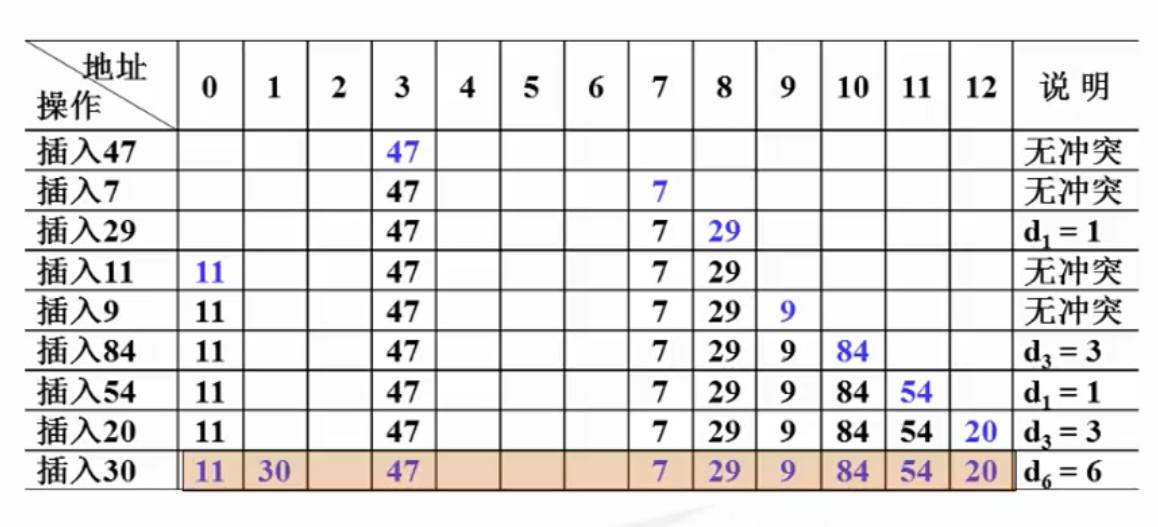 地址
操作 0 1 2 3 4 5 6 7 8 9 10 11 12 说 明
插入47 47 无冲突
插入7 47 7 无冲突
插入29 47 7 29 d₁ = 1
插入11 11 47 7 29 无冲突
插入9 11 47 7 29 9 无冲突
插入84 11 47 7 29 9 84 d₃ = 3
插入54 11 47 7 29 9 84 54 d₁ = 1
插入20 11 47 7 29 9 84 54 20 d₃ = 3
插入30 11 30 47 7 29 9 84 54 20 d₆ = 6